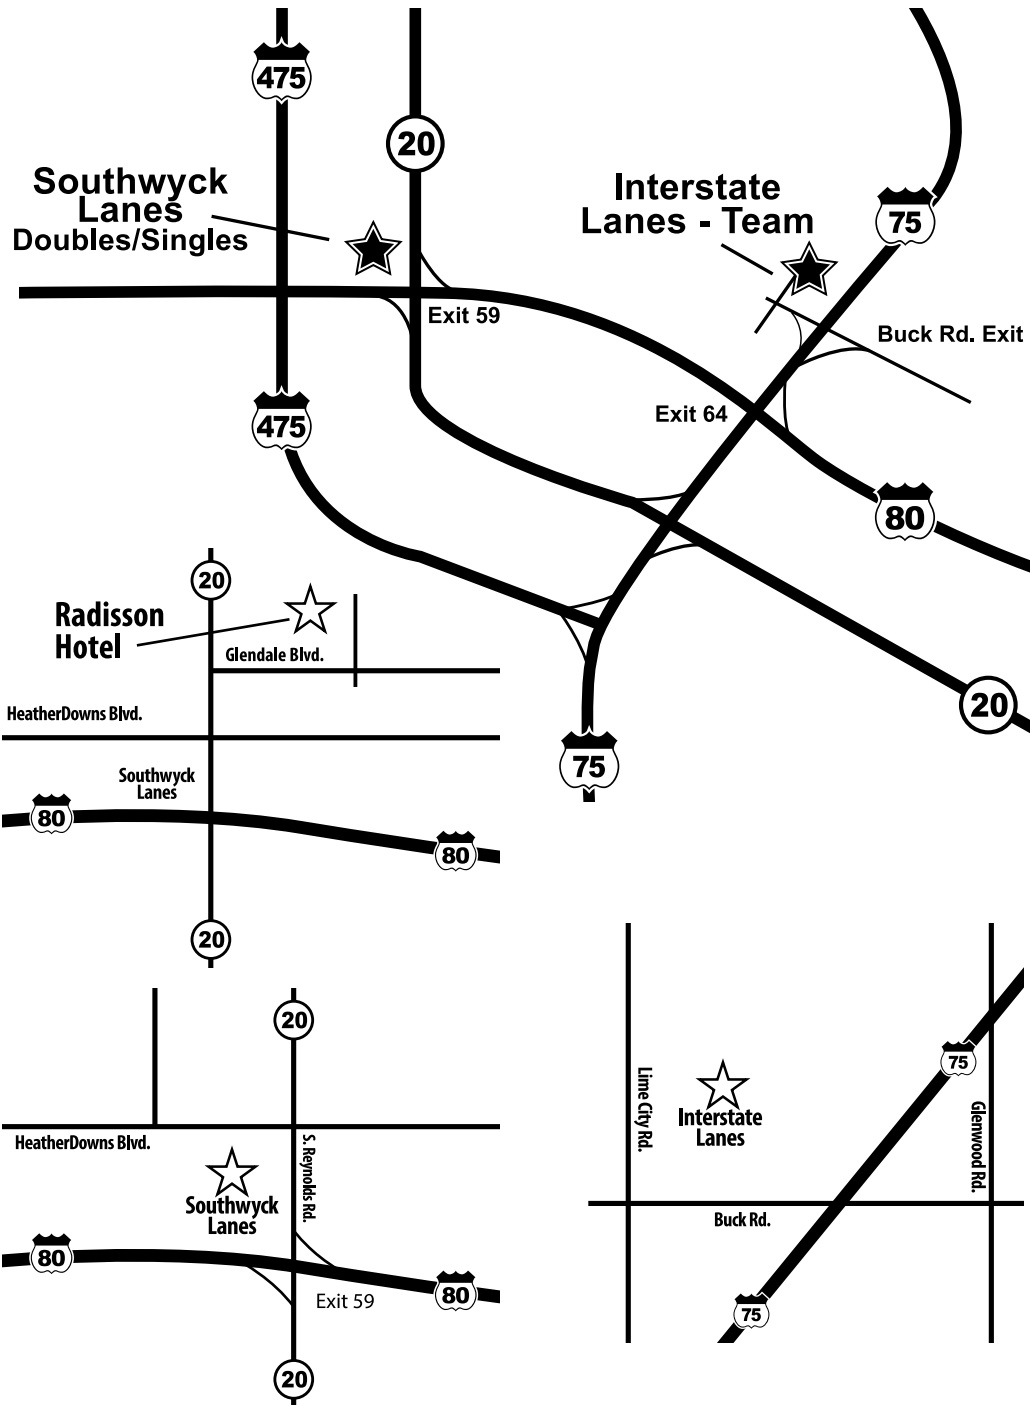 475
20
Southwyck
Lanes
Doubles/Singles
Interstate
Lanes - Team
75
Exit 59
Buck Rd. Exit
Exit 64
475
80
20
75
20
Radisson
Hotel
Glendale Blvd.
HeatherDowns Blvd.
Southwyck
Lanes
80
80
20
20
HeatherDowns Blvd.
S. Reynolds Rd.
Southwyck
Lanes
80
80
Exit 59
20
75
Lime City Rd.
Interstate
Lanes
Glenwood Rd.
Buck Rd.
75